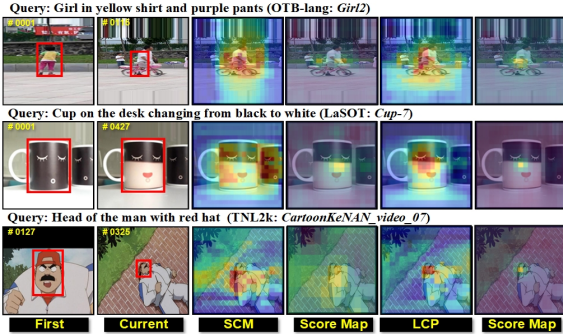 Query: Girl in yellow shirt and purple pants (OTB-lang: Girl2)
# 0001 # 0115
Query: Cup on the desk changing from black to white (LaSOT: Cup-7)
# 0001 # 0427
Query: Head of the man with red hat (TNL2k: CartoonKeNAN_video_07)
# 0127 # 0325
First Current SCM Score Map LCP Score Map